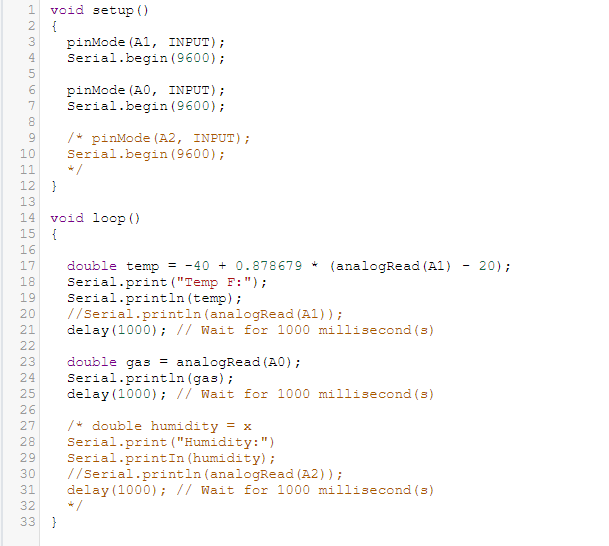 1 void setup()
2 {
3   pinMode(A1, INPUT);
4   Serial.begin(9600);
5
6   pinMode(A0, INPUT);
7   Serial.begin(9600);
8
9   /* pinMode(A2, INPUT);
10   Serial.begin(9600);
11   */
12 }
13
14 void loop()
15 {
16
17   double temp = -40 + 0.878679 * (analogRead(A1) - 20);
18   Serial.print("Temp F:");
19   Serial.println(temp);
20   //Serial.println(analogRead(A1));
21   delay(1000); // Wait for 1000 millisecond(s)
22
23   double gas = analogRead(A0);
24   Serial.println(gas);
25   delay(1000); // Wait for 1000 millisecond(s)
26
27   /* double humidity = x
28   Serial.print("Humidity:")
29   Serial.printIn(humidity);
30   //Serial.println(analogRead(A2));
31   delay(1000); // Wait for 1000 millisecond(s)
32   */
33 }